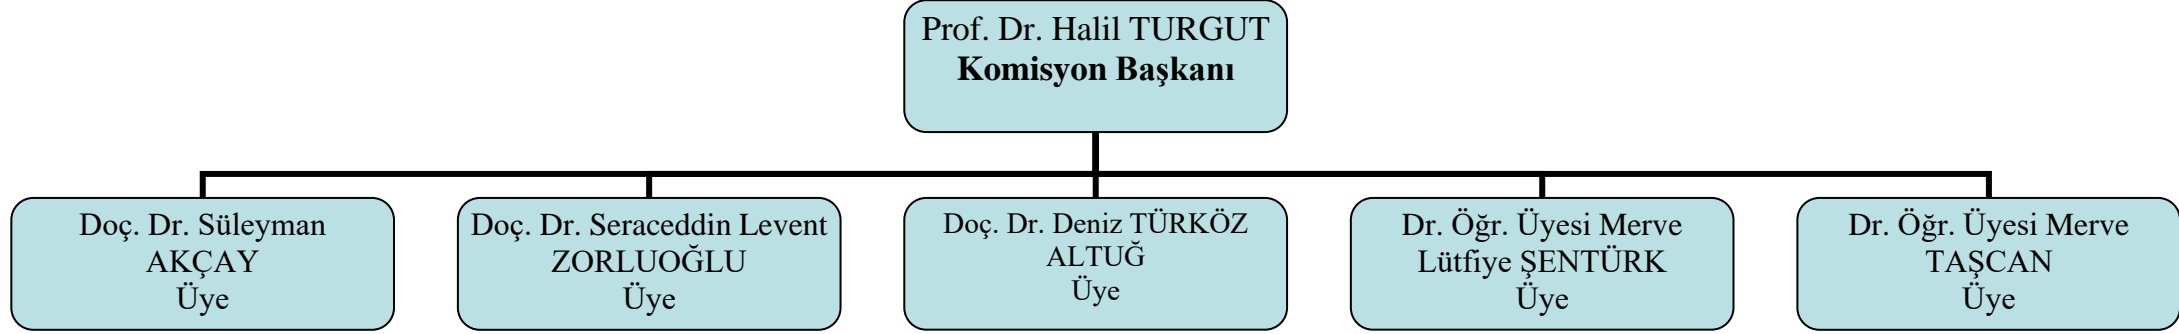 Prof. Dr. Halil TURGUT
Komisyon Başkanı
Doç. Dr. Süleyman
AKÇAY
Üye
Doç. Dr. Seraceddin Levent
ZORLUOĞLU
Üye
Doç. Dr. Deniz TÜRKÖZ
ALTUĞ
Üye
Dr. Öğr. Üyesi Merve
Lütfiye ŞENTÜRK
Üye
Dr. Öğr. Üyesi Merve
TAŞCAN
Üye